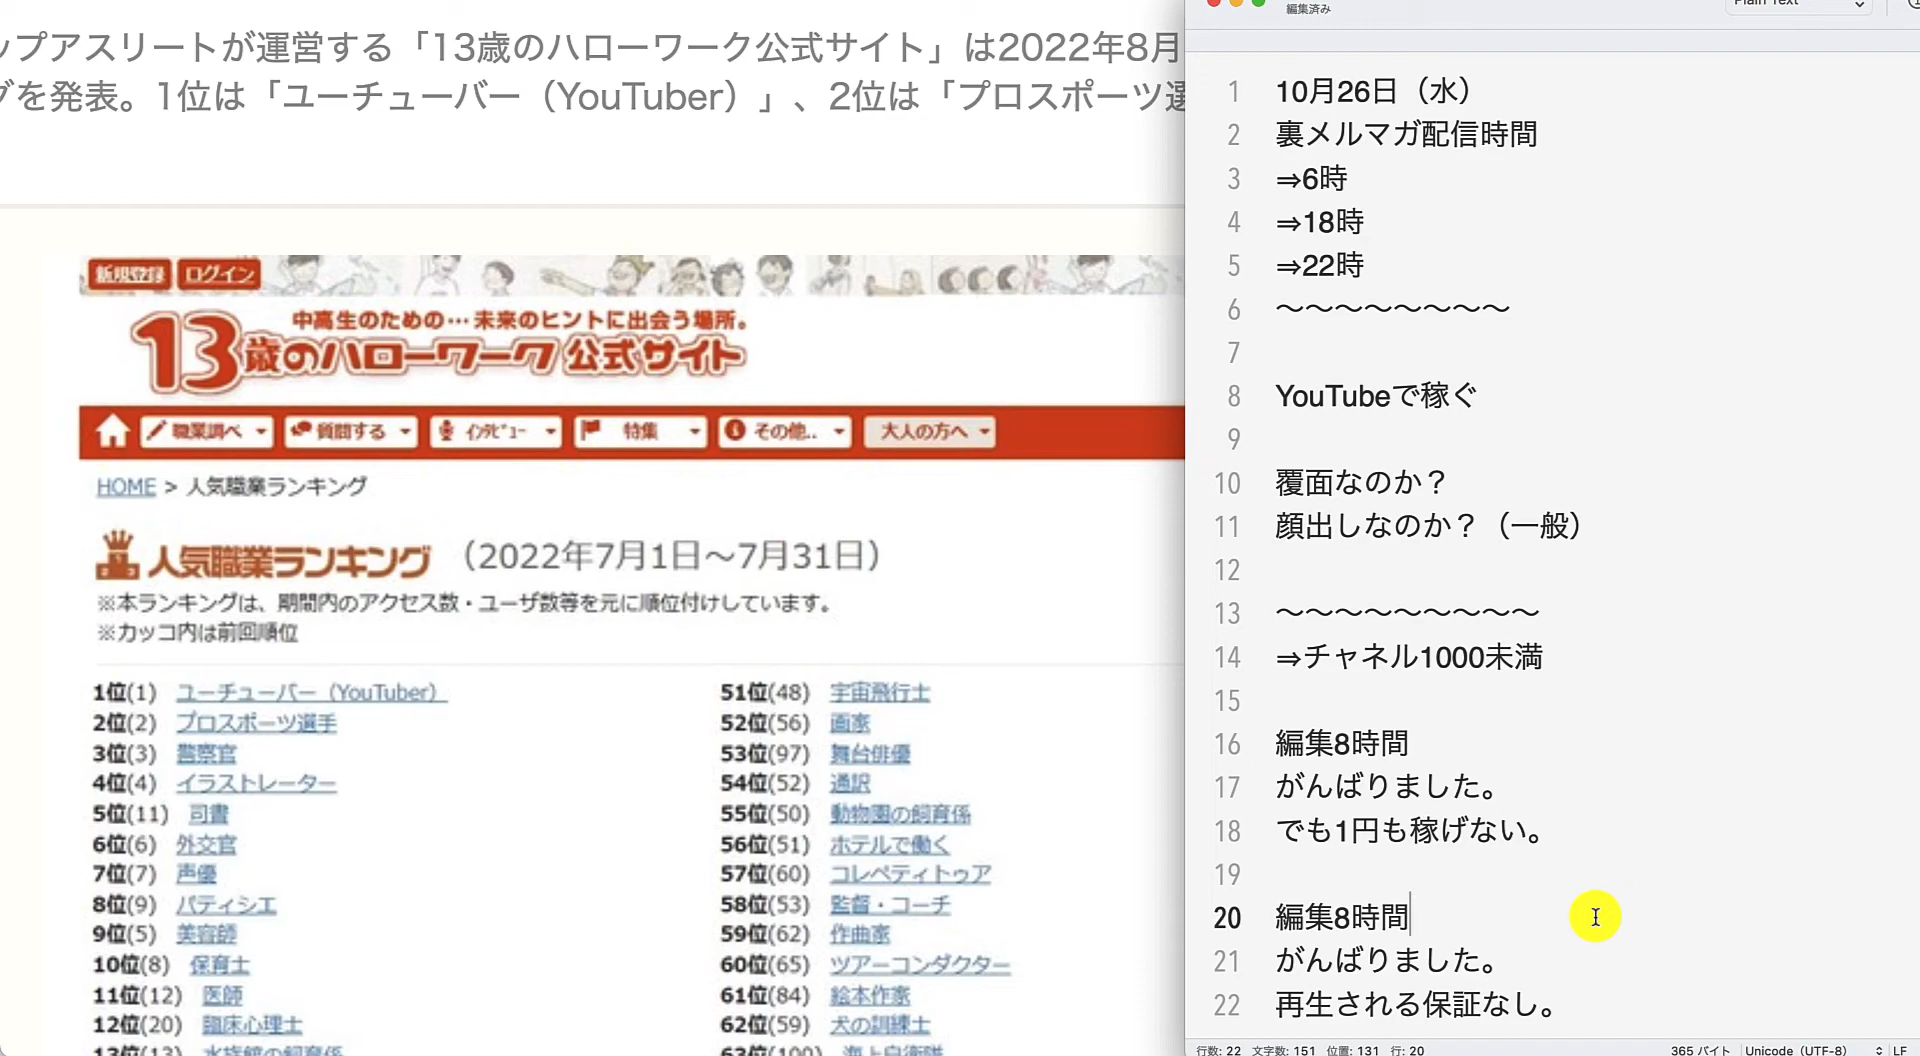 ップアスリートが運営する「13歳のハローワーク公式サイト」は2022年8月
グを発表。1位は「ユーチューバー（YouTuber）」、2位は「プロスポーツ選
新規登録 ログイン
中高生のための…未来のヒントに出会う場所。
13歳のハローワーク 公式サイト
職業調べ 質問する ｲﾝﾀﾋﾞｭｰ 特集 その他.. 大人の方へ
HOME > 人気職業ランキング
人気職業ランキング （2022年7月1日～7月31日）
※本ランキングは、期間内のアクセス数・ユーザ数等を元に順位付けしています。
※カッコ内は前回順位
1位(1) ユーチューバー（YouTuber）
2位(2) プロスポーツ選手
3位(3) 警察官
4位(4) イラストレーター
5位(11) 司書
6位(6) 外交官
7位(7) 声優
8位(9) パティシエ
9位(5) 美容師
10位(8) 保育士
11位(12) 医師
12位(20) 臨床心理士
13位(13) 水族館の飼育係
51位(48) 宇宙飛行士
52位(56) 画家
53位(97) 舞台俳優
54位(52) 通訳
55位(50) 動物園の飼育係
56位(51) ホテルで働く
57位(60) コレペティトゥア
58位(53) 監督・コーチ
59位(62) 作曲家
60位(65) ツアーコンダクター
61位(84) 絵本作家
62位(59) 犬の訓練士
63位(100) 海上自衛隊
編集済み
Plain Text
1 10月26日（水）
2 裏メルマガ配信時間
3 ⇒6時
4 ⇒18時
5 ⇒22時
6 〜〜〜〜〜〜〜〜
7
8 YouTubeで稼ぐ
9
10 覆面なのか？
11 顔出しなのか？（一般）
12
13 〜〜〜〜〜〜〜〜〜
14 ⇒チャネル1000未満
15
16 編集8時間
17 がんばりました。
18 でも1円も稼げない。
19
20 編集8時間
21 がんばりました。
22 再生される保証なし。
行数: 22 文字数: 151 位置: 131 行: 20 365 バイト Unicode（UTF-8） LF